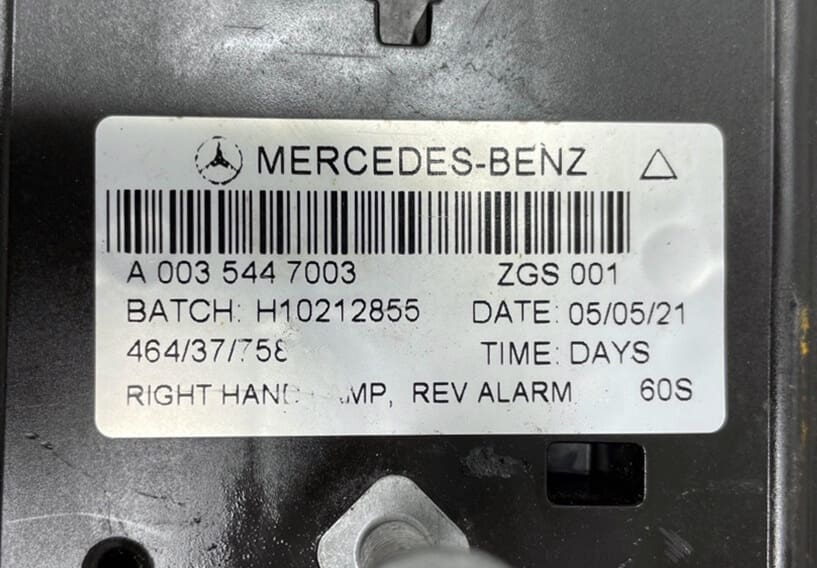 MERCEDES-BENZ
A 003 544 7003 ZGS 001
BATCH: H10212855 DATE: 05/05/21
464/37/758 TIME: DAYS
RIGHT HAND REV ALARM 60S